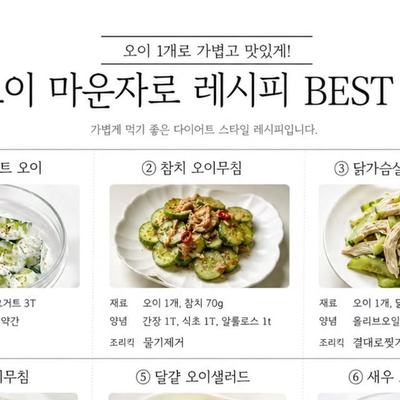 오이 1개로 가볍고 맛있게!
이 마운자로 레시피 BEST
가볍게 먹기 좋은 다이어트 스타일 레시피입니다.
트 오이
② 참치 오이무침
③ 닭가슴살
거트 3T
약간
재료 오이 1개, 참치 70g
양념 간장 1T, 식초 1T, 알룰로스 1t
조리킥 물기제거
재료 오이 1개,
양념 올리브오일
조리킥 결대로찢기
무침
⑤ 달걀 오이샐러드
⑥ 새우